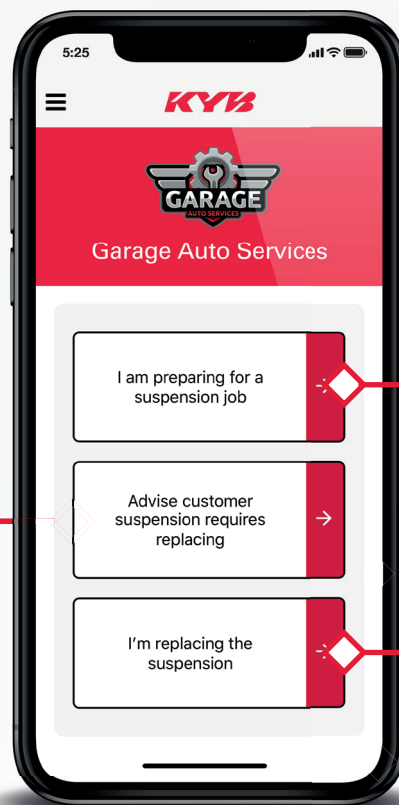 5:25
KYB
GARAGE
AUTO SERVICES
Garage Auto Services
I am preparing for a
suspension job
Advise customer
suspension requires
replacing
I'm replacing the
suspension